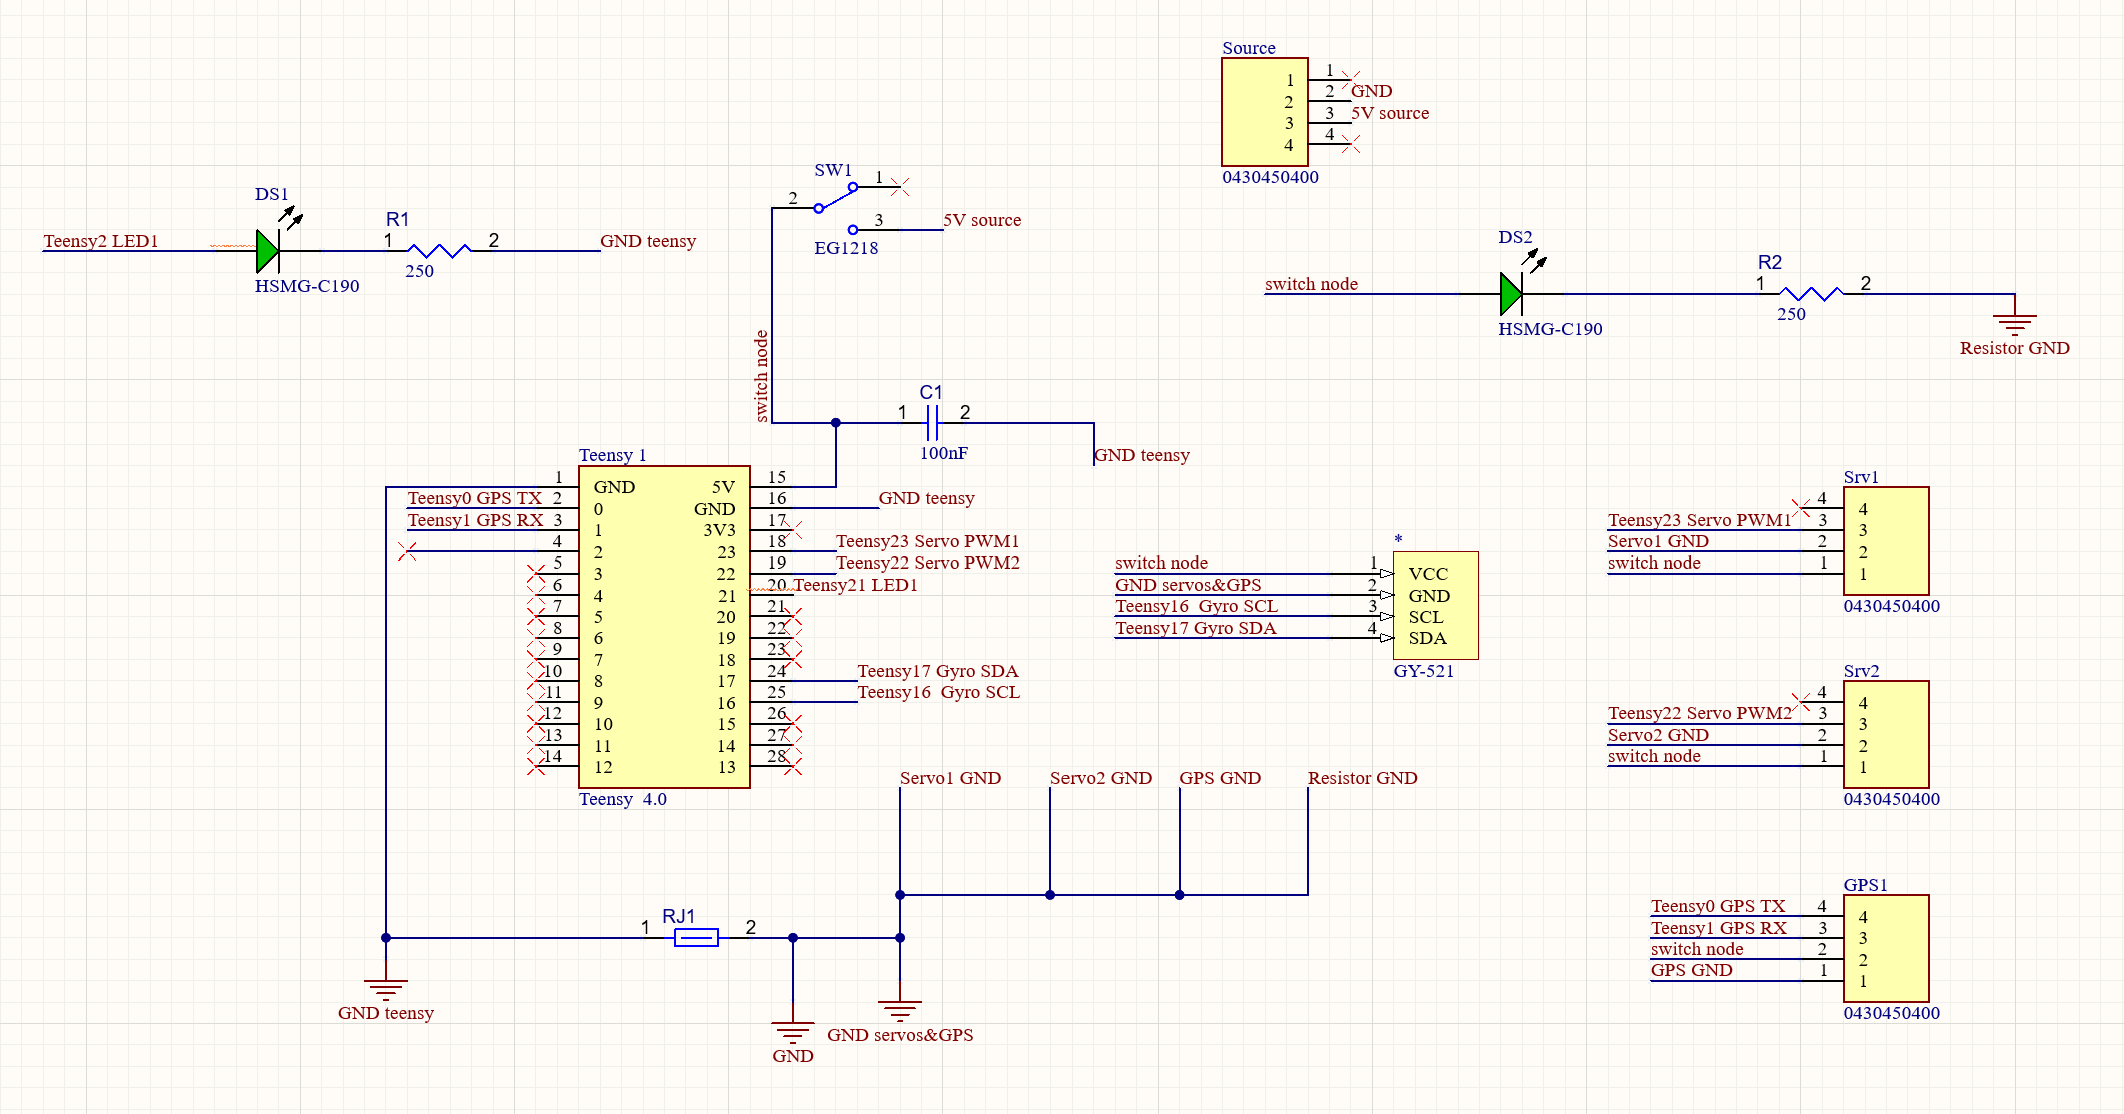 Source
1 1
2 2 GND
3 3 5V source
4 4
0430450400
SW1
1
2
3 5V source
EG1218
DS1
Teensy2 LED1
HSMG-C190
R1
1 2
250
GND teensy
switch node
DS2
HSMG-C190
R2
1 2
250
Resistor GND
switch node
C1
1 2
100nF
GND teensy
Teensy 1
1 GND 5V 15
Teensy0 GPS TX 2 0 GND 16 GND teensy
Teensy1 GPS RX 3 1 3V3 17
4 2 23 18 Teensy23 Servo PWM1
5 3 22 19 Teensy22 Servo PWM2
6 4 21 20 Teensy21 LED1
7 5 20 21
8 6 19 22
9 7 18 23
10 8 17 24 Teensy17 Gyro SDA
11 9 16 25 Teensy16  Gyro SCL
12 10 15 26
13 11 14 27
14 12 13 28
Teensy  4.0
*
switch node 1 VCC
GND servos&GPS 2 GND
Teensy16  Gyro SCL 3 SCL
Teensy17 Gyro SDA 4 SDA
GY-521
Srv1
4 4
Teensy23 Servo PWM1 3 3
Servo1 GND 2 2
switch node 1 1
0430450400
Srv2
4 4
Teensy22 Servo PWM2 3 3
Servo2 GND 2 2
switch node 1 1
0430450400
Servo1 GND
Servo2 GND
GPS GND
Resistor GND
RJ1
1 2
GND teensy
GND
GND servos&GPS
GPS1
Teensy0 GPS TX 4 4
Teensy1 GPS RX 3 3
switch node 2 2
GPS GND 1 1
0430450400